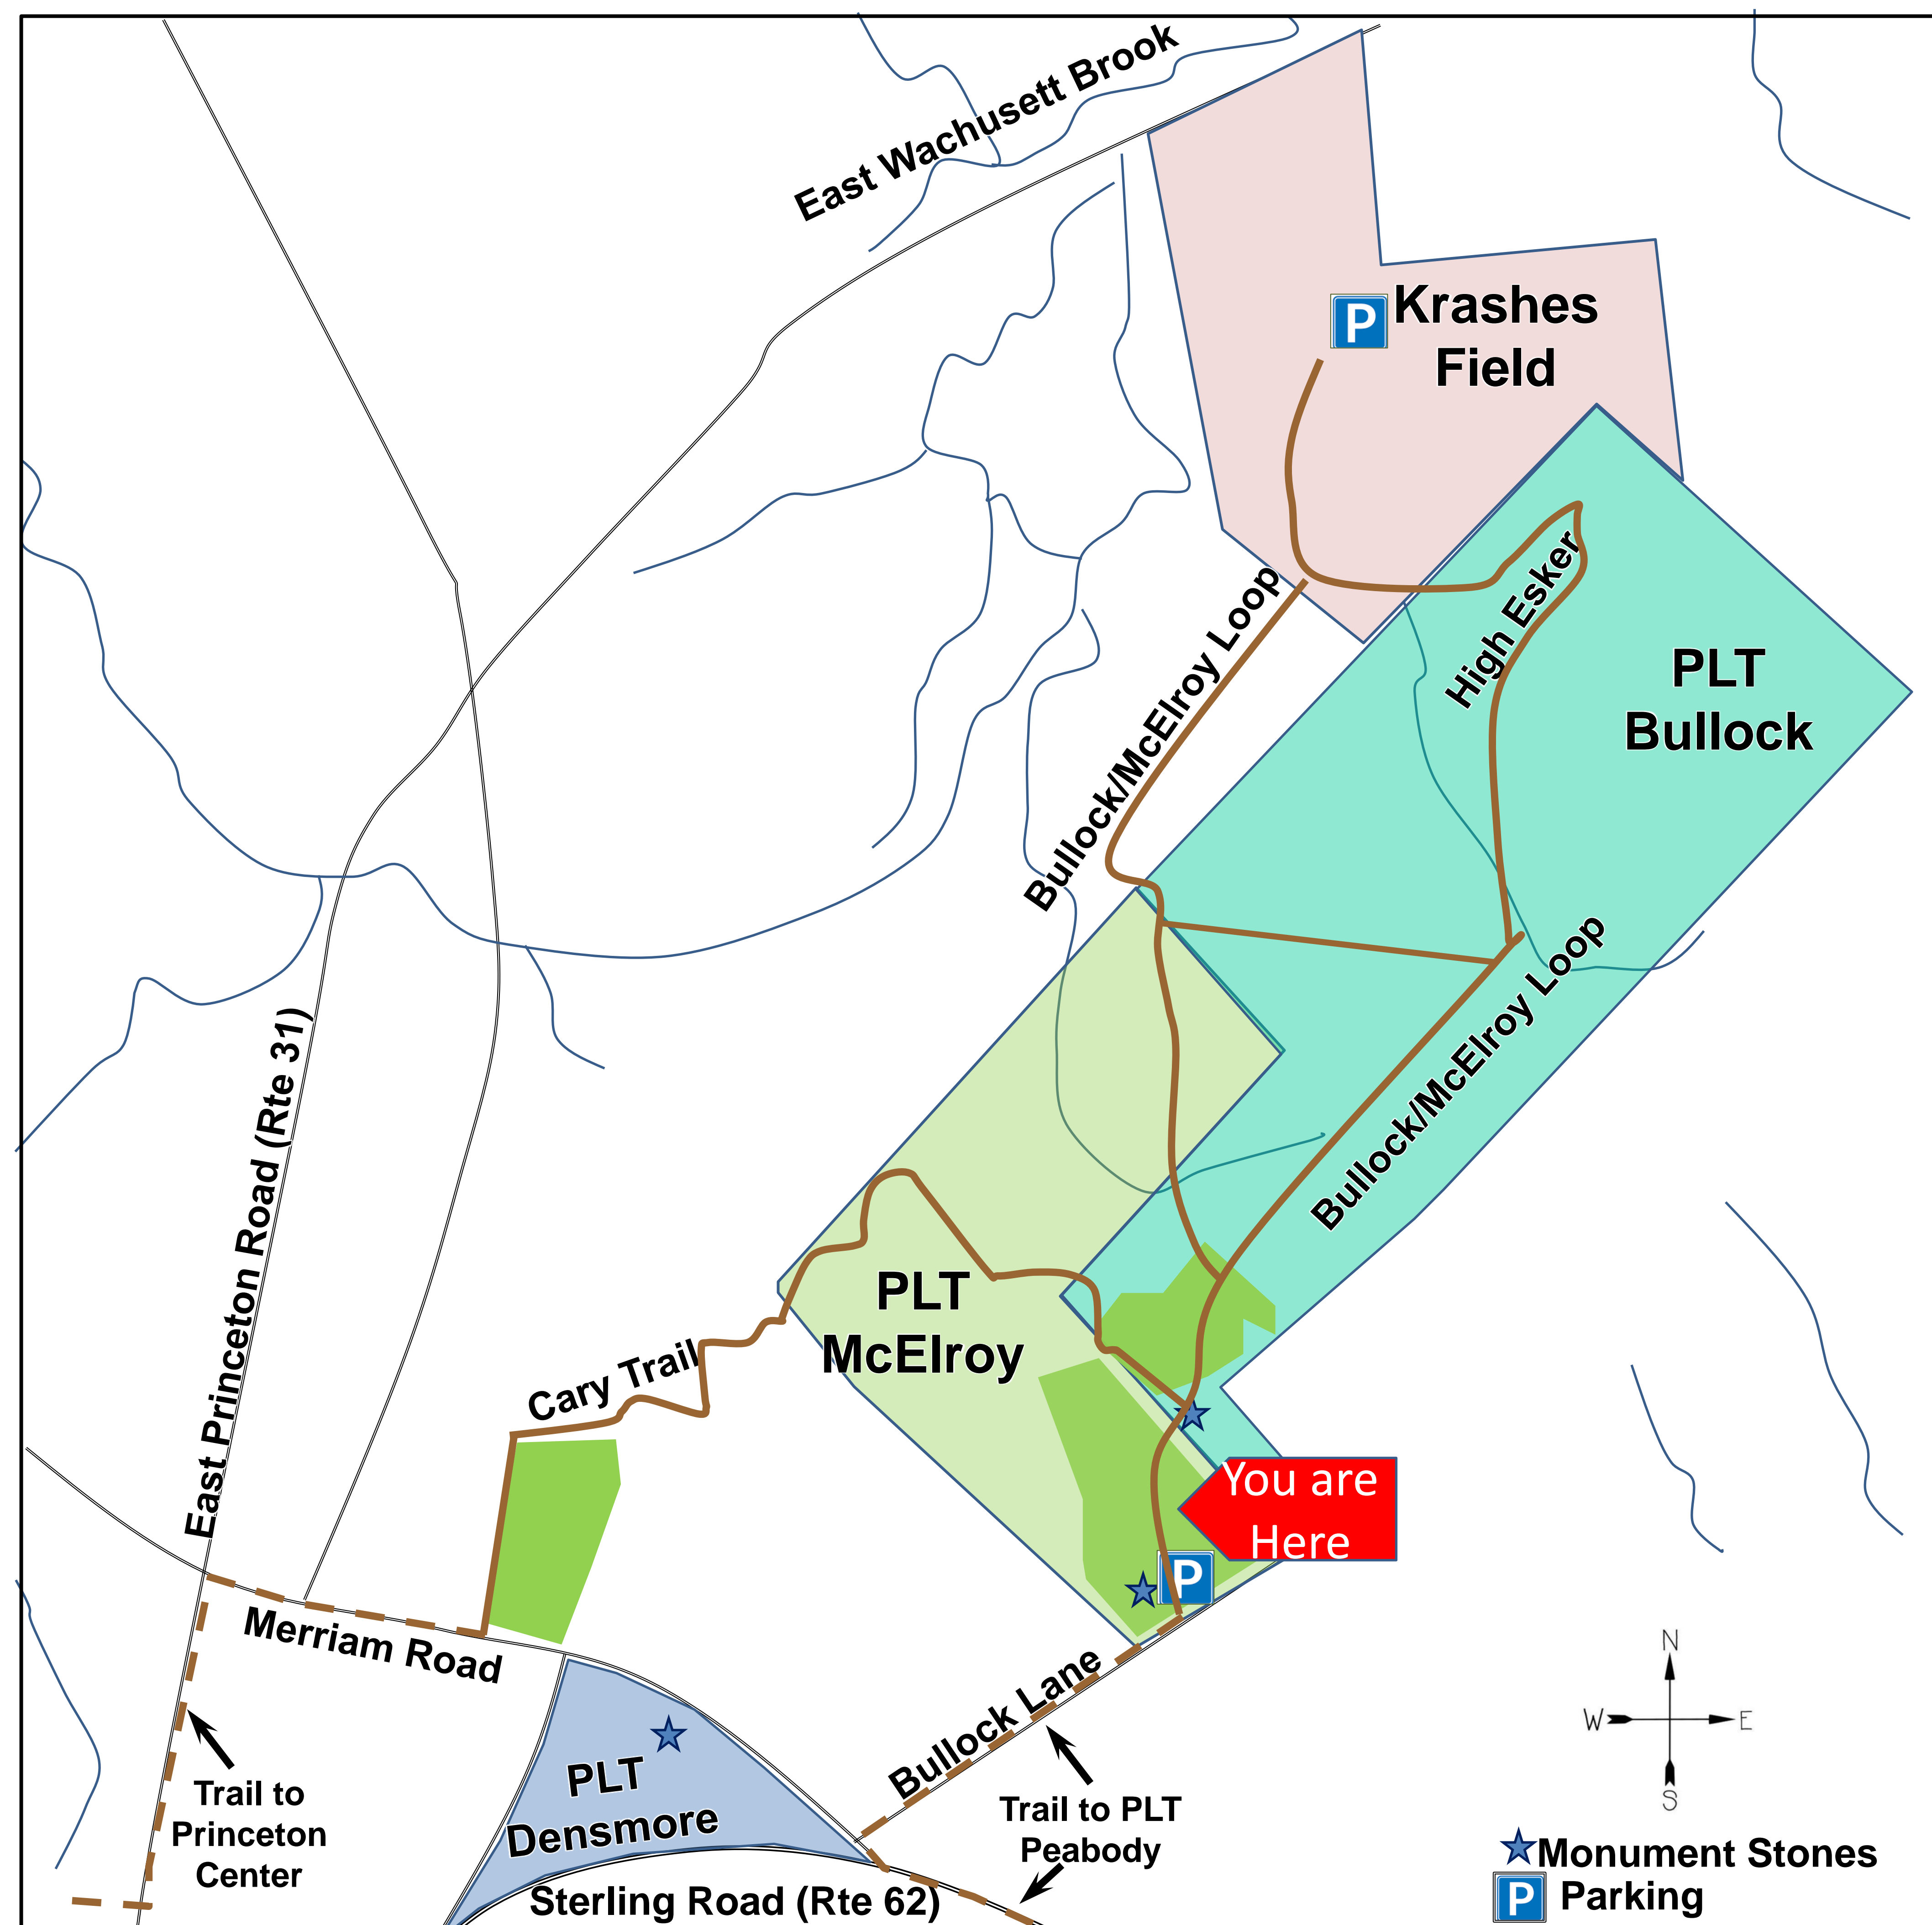 East Wachusett Brook
P
Krashes
Field
High Esker
Bullock/McElroy Loop
PLT
Bullock
Bullock/McElroy Loop
East Princeton Road (Rte 31)
PLT
McElroy
Cary Trail
You are
Here
P
Merriam Road
Bullock Lane
PLT
Densmore
Trail to
Princeton
Center
Trail to PLT
Peabody
Sterling Road (Rte 62)
N
W
E
S
Monument Stones
P
Parking